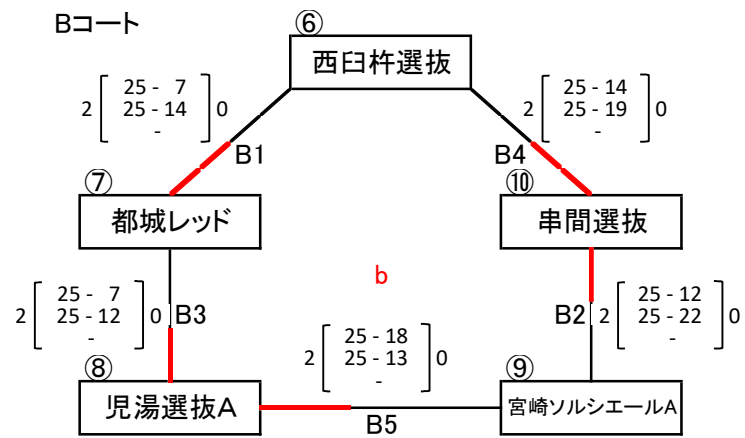 Bコート
⑥
西臼杵選抜
2 [ 25 - 7 ] 0
25 - 14
-
B1
2 [ 25 - 14 ] 0
25 - 19
-
B4
⑦
都城レッド
⑩
串間選抜
b
2 [ 25 - 7 ] 0
25 - 12
-
B3
B2
2 [ 25 - 12 ] 0
25 - 22
-
2 [ 25 - 18 ] 0
25 - 13
-
B5
⑧
児湯選抜A
⑨
宮崎ソルシエールA